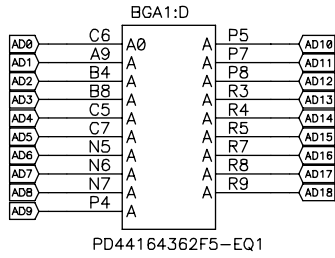 BGA1:D
AD0 C6 A0 A P5 AD10
AD1 A9 A A P7 AD11
AD2 B4 A A P8 AD12
AD3 B8 A A R3 AD13
AD4 C5 A A R4 AD14
AD5 C7 A A R5 AD15
AD6 N5 A A R7 AD16
AD7 N6 A A R8 AD17
AD8 N7 A A R9 AD18
AD9 P4 A
PD44164362F5-EQ1